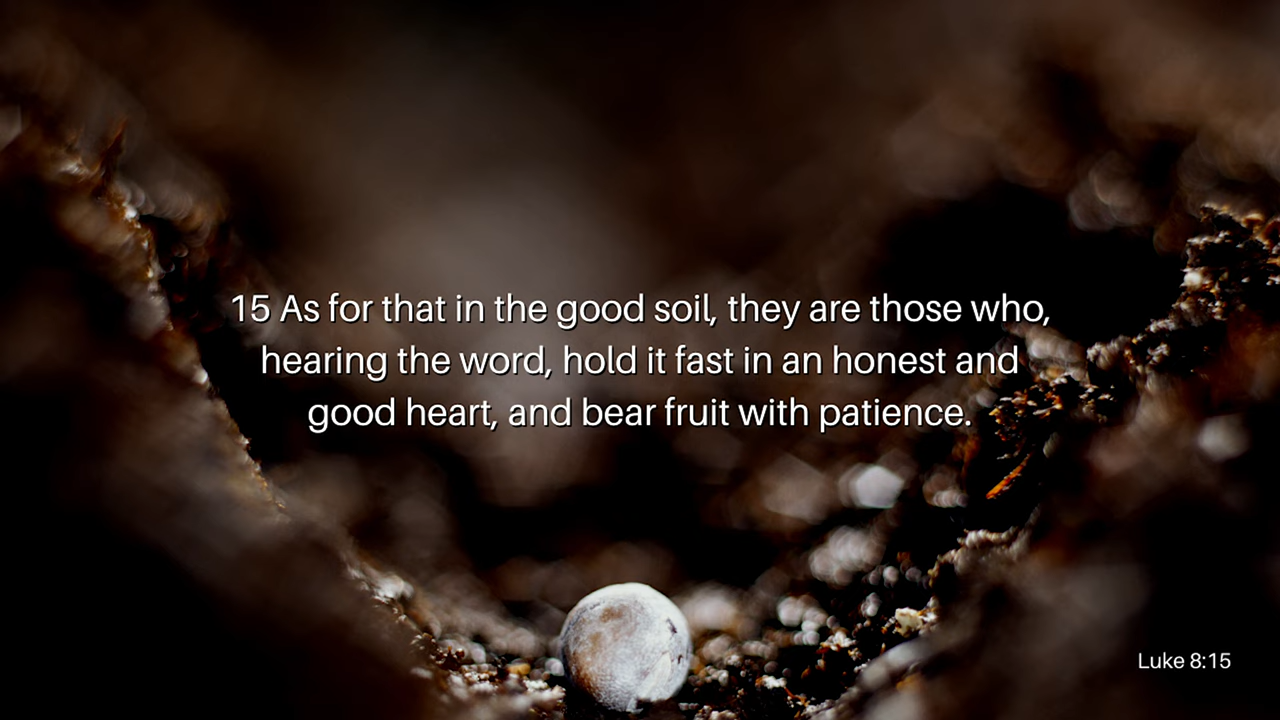 15 As for that in the good soil, they are those who,
hearing the word, hold it fast in an honest and
good heart, and bear fruit with patience.
Luke 8:15